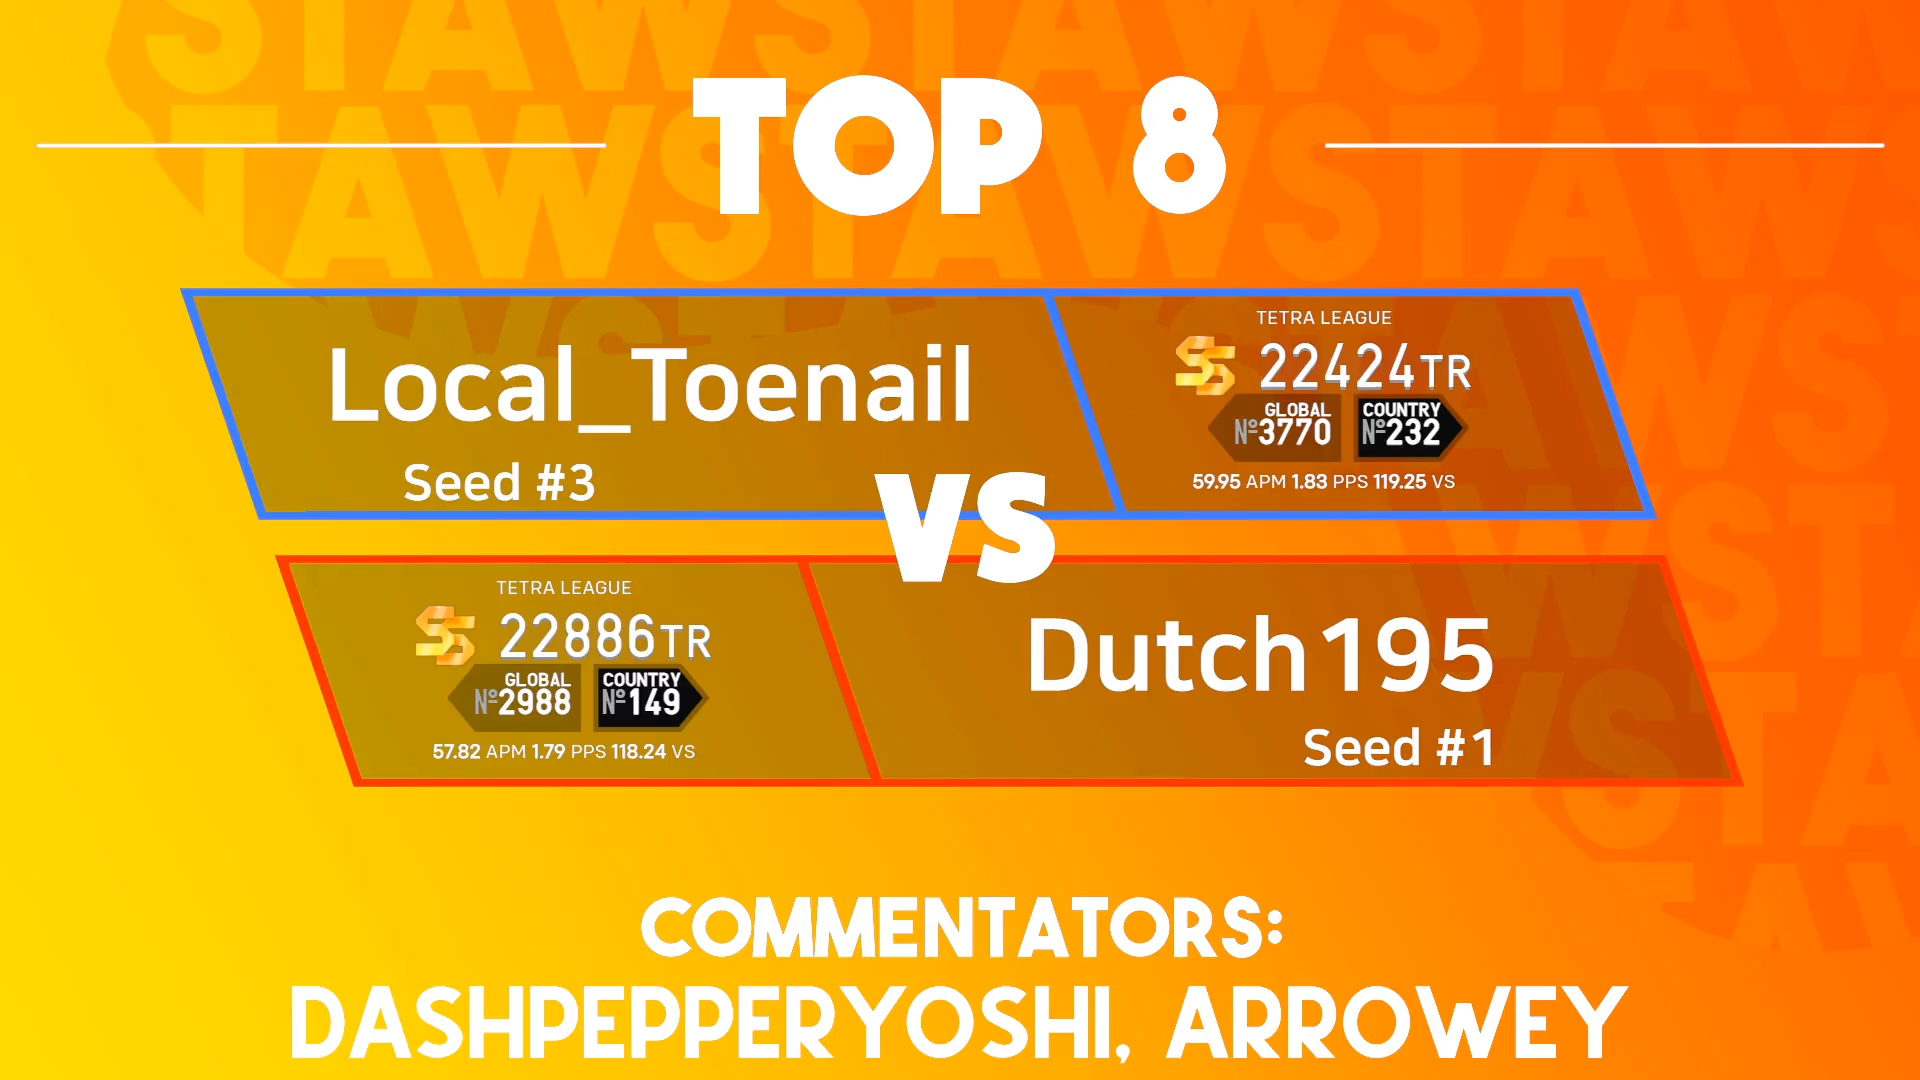 TOP 8
Local_Toenail
Seed #3
TETRA LEAGUE
SS 22424TR
GLOBAL
Nº3770
COUNTRY
Nº232
59.95 APM 1.83 PPS 119.25 VS
VS
TETRA LEAGUE
SS 22886TR
GLOBAL
Nº2988
COUNTRY
Nº149
57.82 APM 1.79 PPS 118.24 VS
Dutch195
Seed #1
COMMENTATORS:
DASHPEPPERYOSHI, ARROWEY